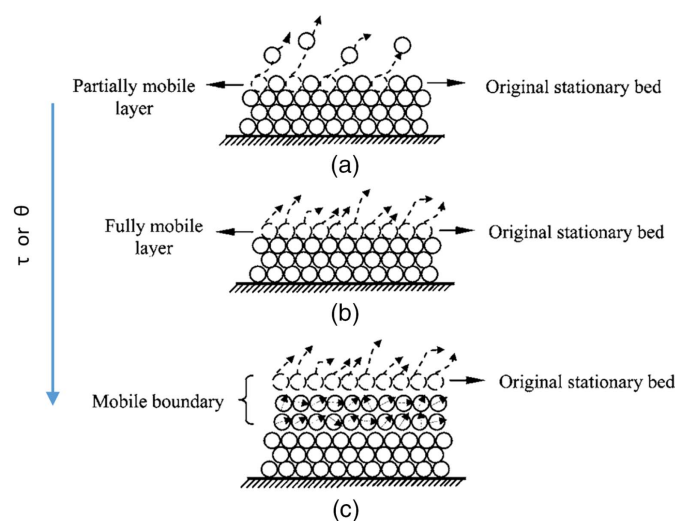 Partially mobile
layer
Original stationary bed
(a)
τ or θ
Fully mobile
layer
Original stationary bed
(b)
Mobile boundary
Original stationary bed
(c)